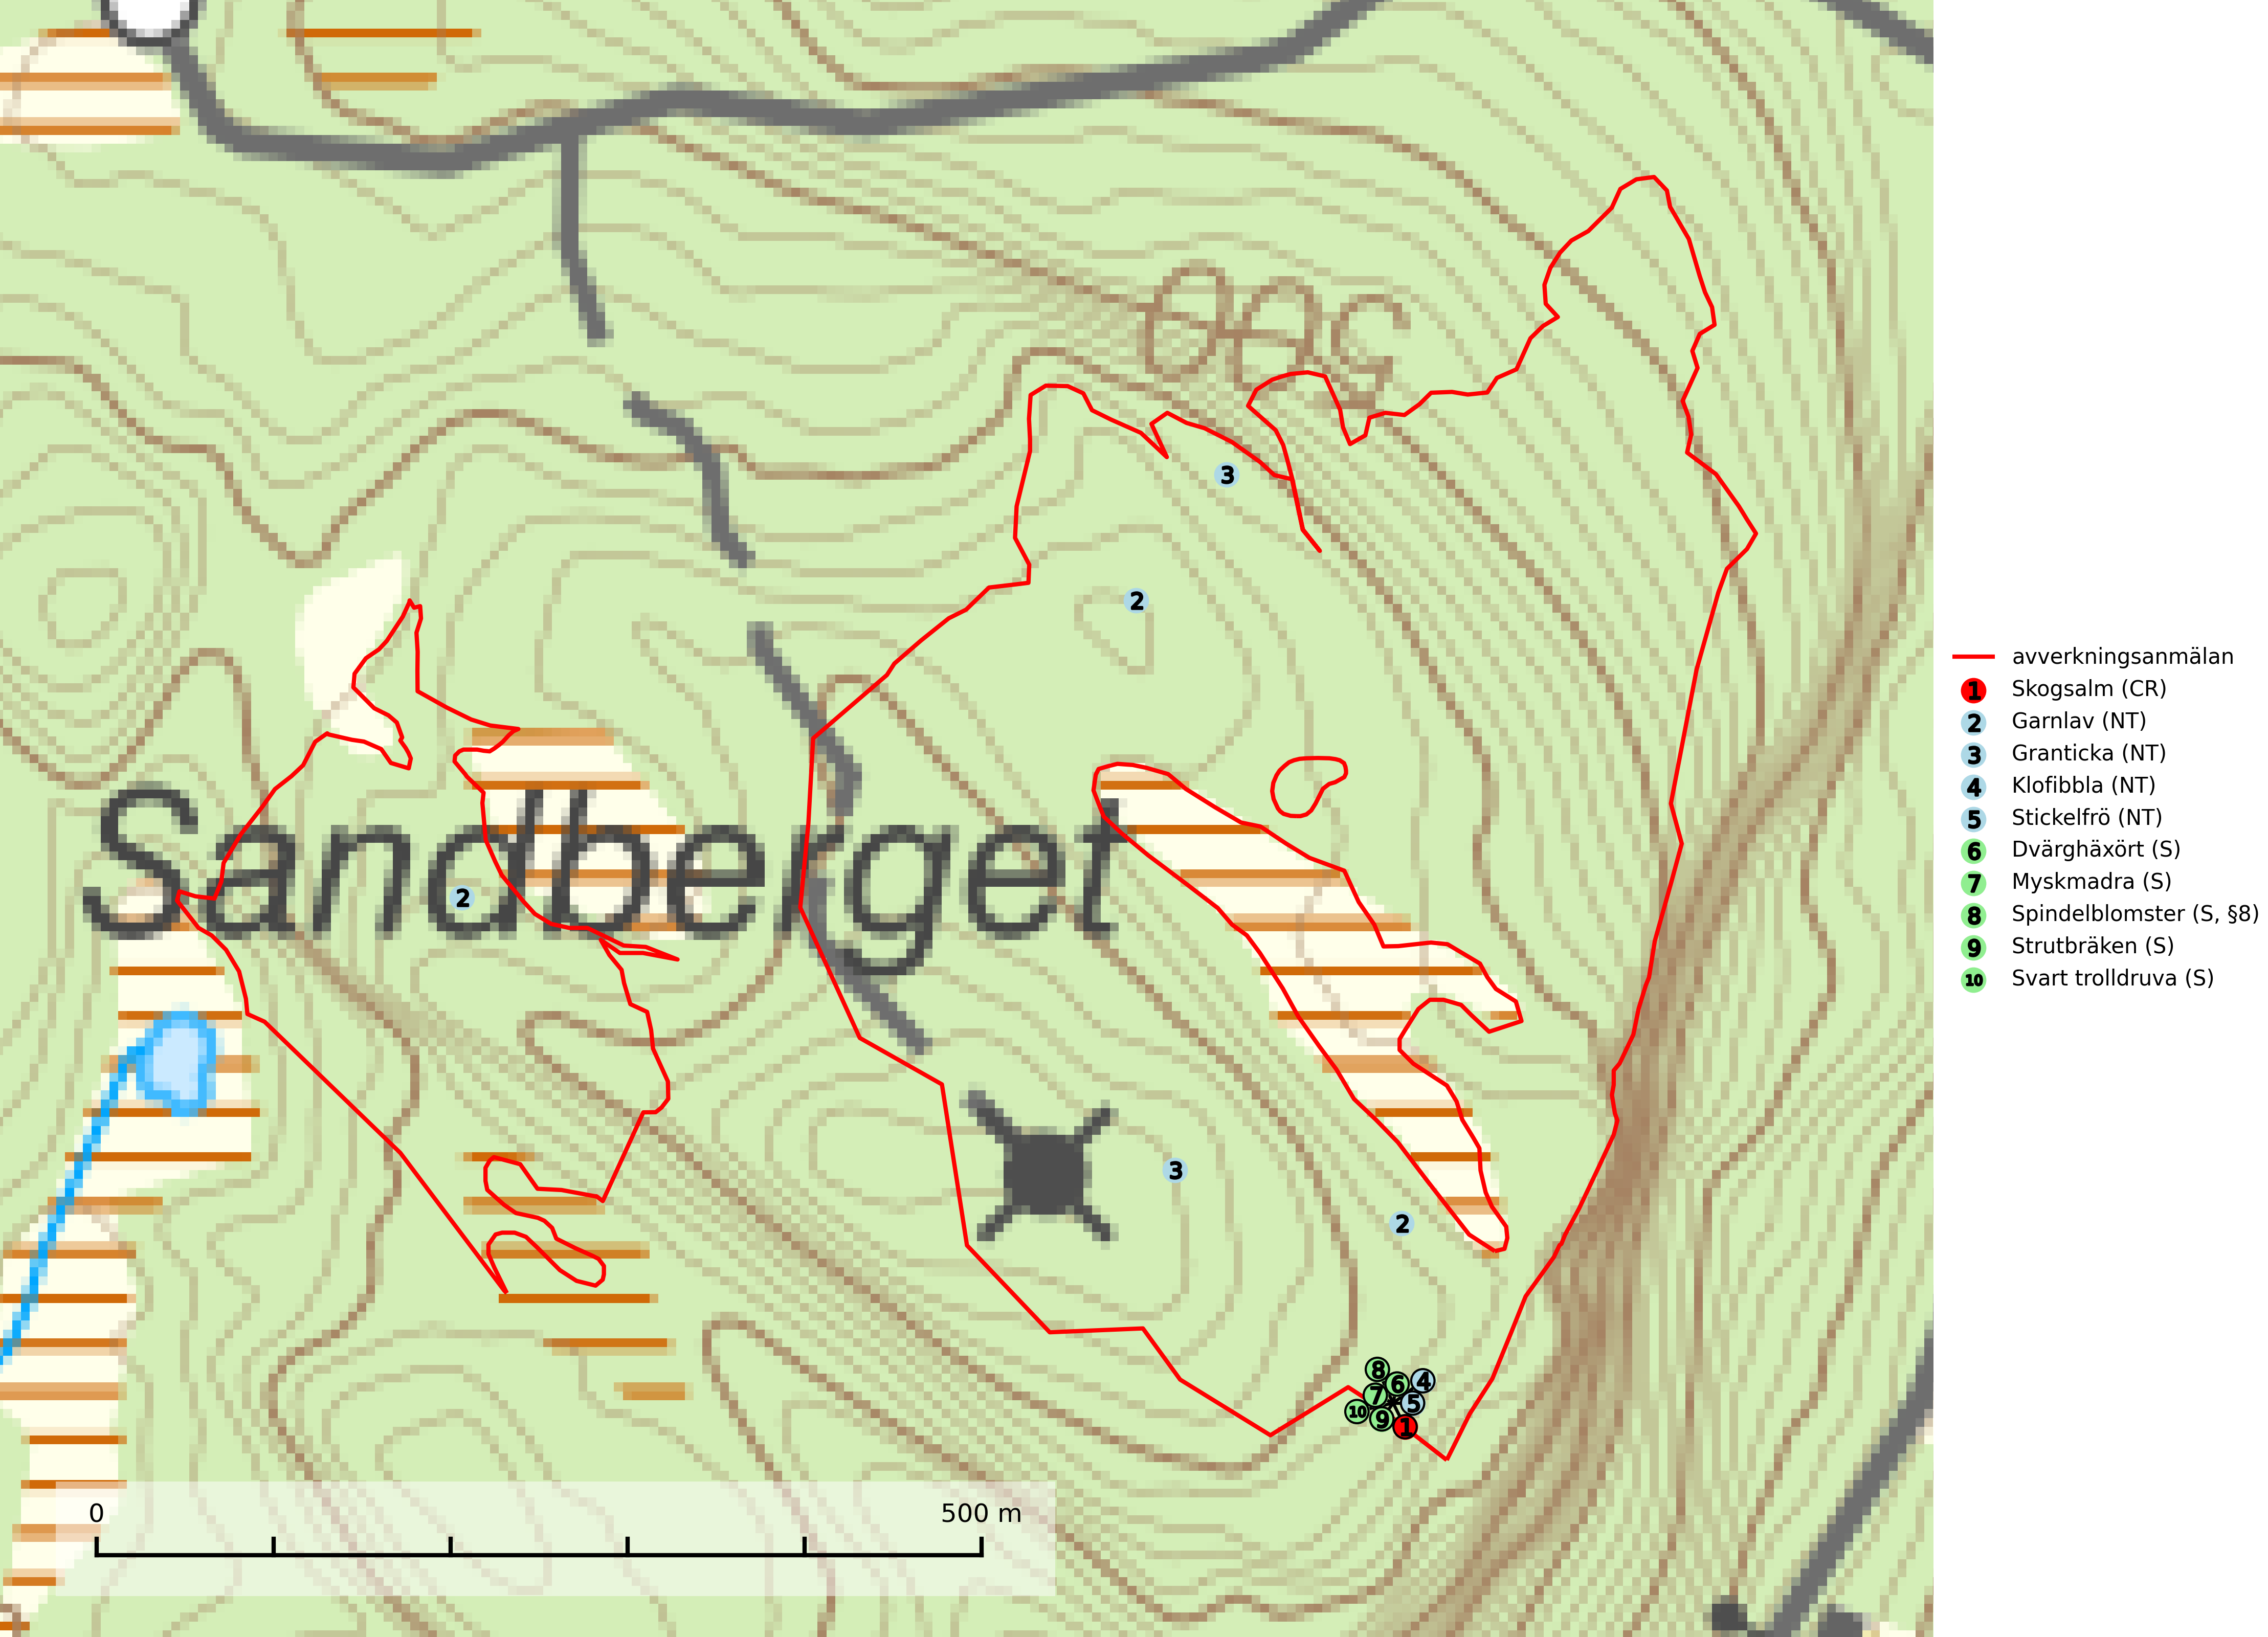 3
2
Sandberget
2
3
2
8
6
4
7
5
10
9
1
0
500 m
avverkningsanmälan
1 Skogsalm (CR)
2 Garnlav (NT)
3 Granticka (NT)
4 Klofibbla (NT)
5 Stickelfrö (NT)
6 Dvärghäxört (S)
7 Myskmadra (S)
8 Spindelblomster (S, §8)
9 Strutbräken (S)
10 Svart trolldruva (S)